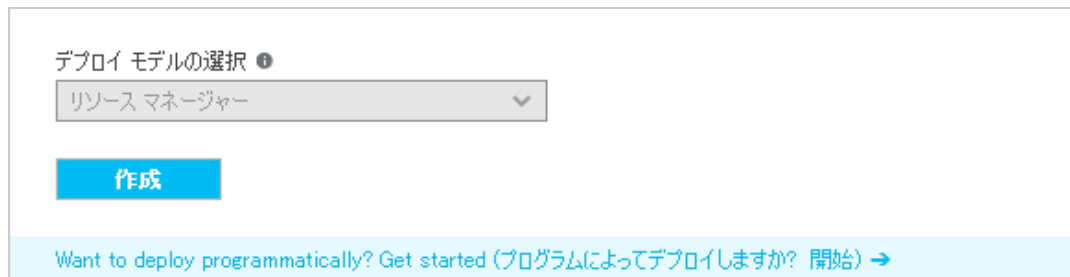 デプロイ モデルの選択
リソース マネージャー
作成
Want to deploy programmatically? Get started (プログラムによってデプロイしますか? 開始) →